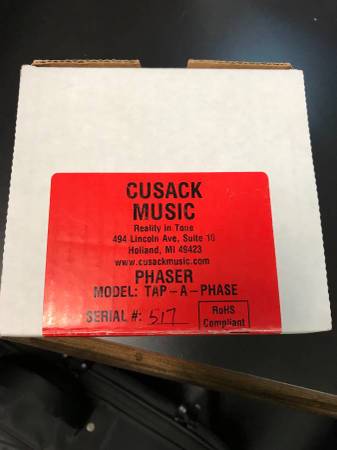 CUSACK
MUSIC
Reality in Tone
494 Lincoln Ave, Suite 10
Holland, MI 49423
www.cusackmusic.com
PHASER
MODEL: TAP-A-PHASE
SERIAL #: 517
RoHS
Compliant